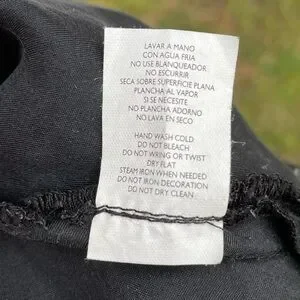 LAVAR A MANO
CON AGUA FRIA
NO USE BLANQUEADOR
NO ESCURRIR
SECA SOBRE SUPERFICIE PLANA
PLANCHA AL VAPOR
SI SE NECESITE
NO PLANCHA ADORNO
NO LAVA EN SECO
HAND WASH COLD
DO NOT BLEACH
DO NOT WRING OR TWIST
DRY FLAT
STEAM IRON WHEN NEEDED
DO NOT IRON DECORATION
DO NOT DRY CLEAN